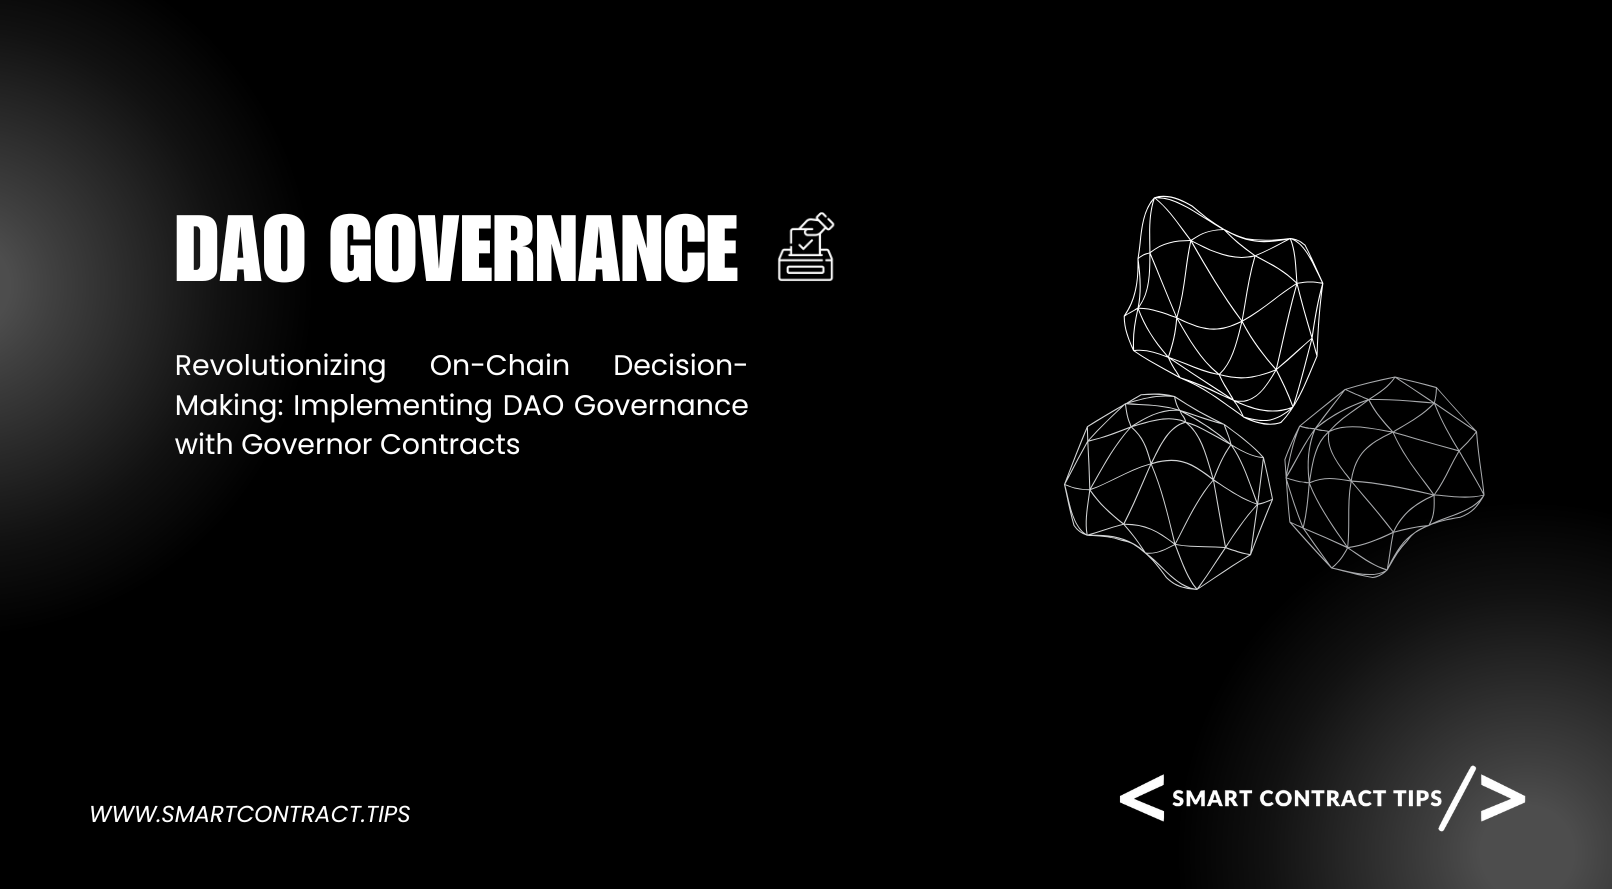 DAO GOVERNANCE
Revolutionizing On-Chain Decision-
Making: Implementing DAO Governance
with Governor Contracts
WWW.SMARTCONTRACT.TIPS
< SMART CONTRACT TIPS / >